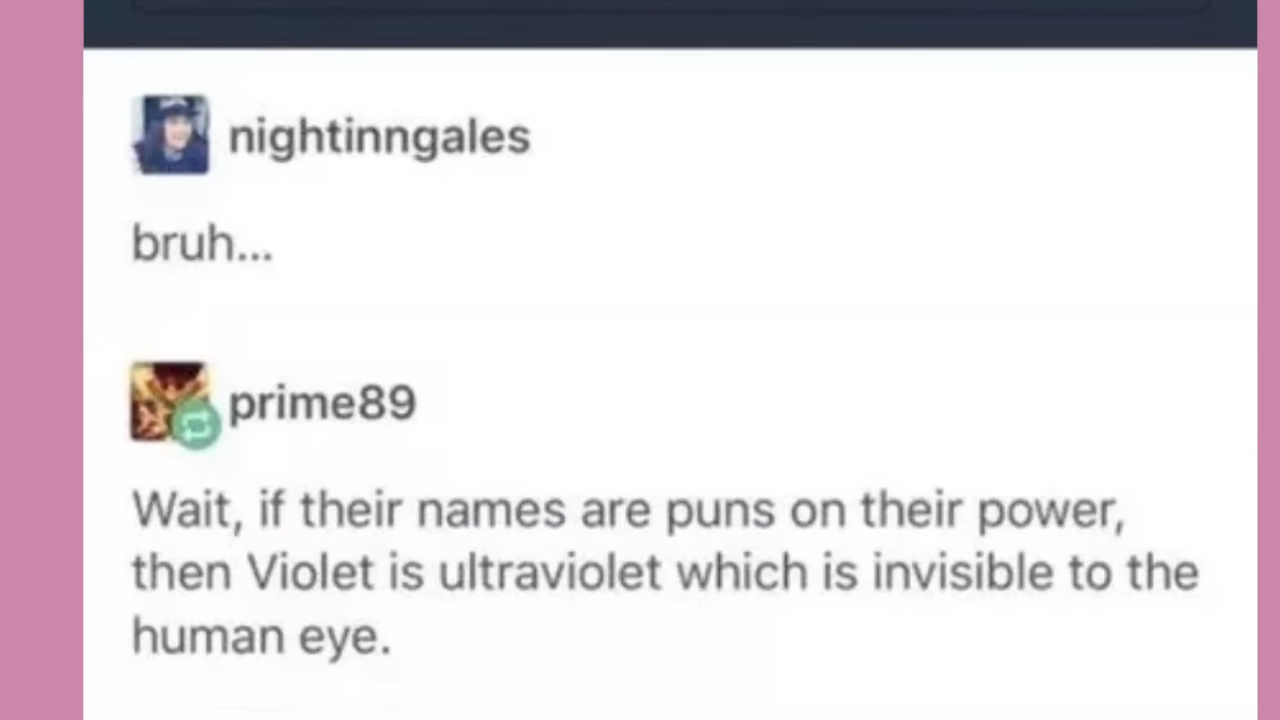 nightinngales
bruh...
prime89
Wait, if their names are puns on their power,
then Violet is ultraviolet which is invisible to the
human eye.